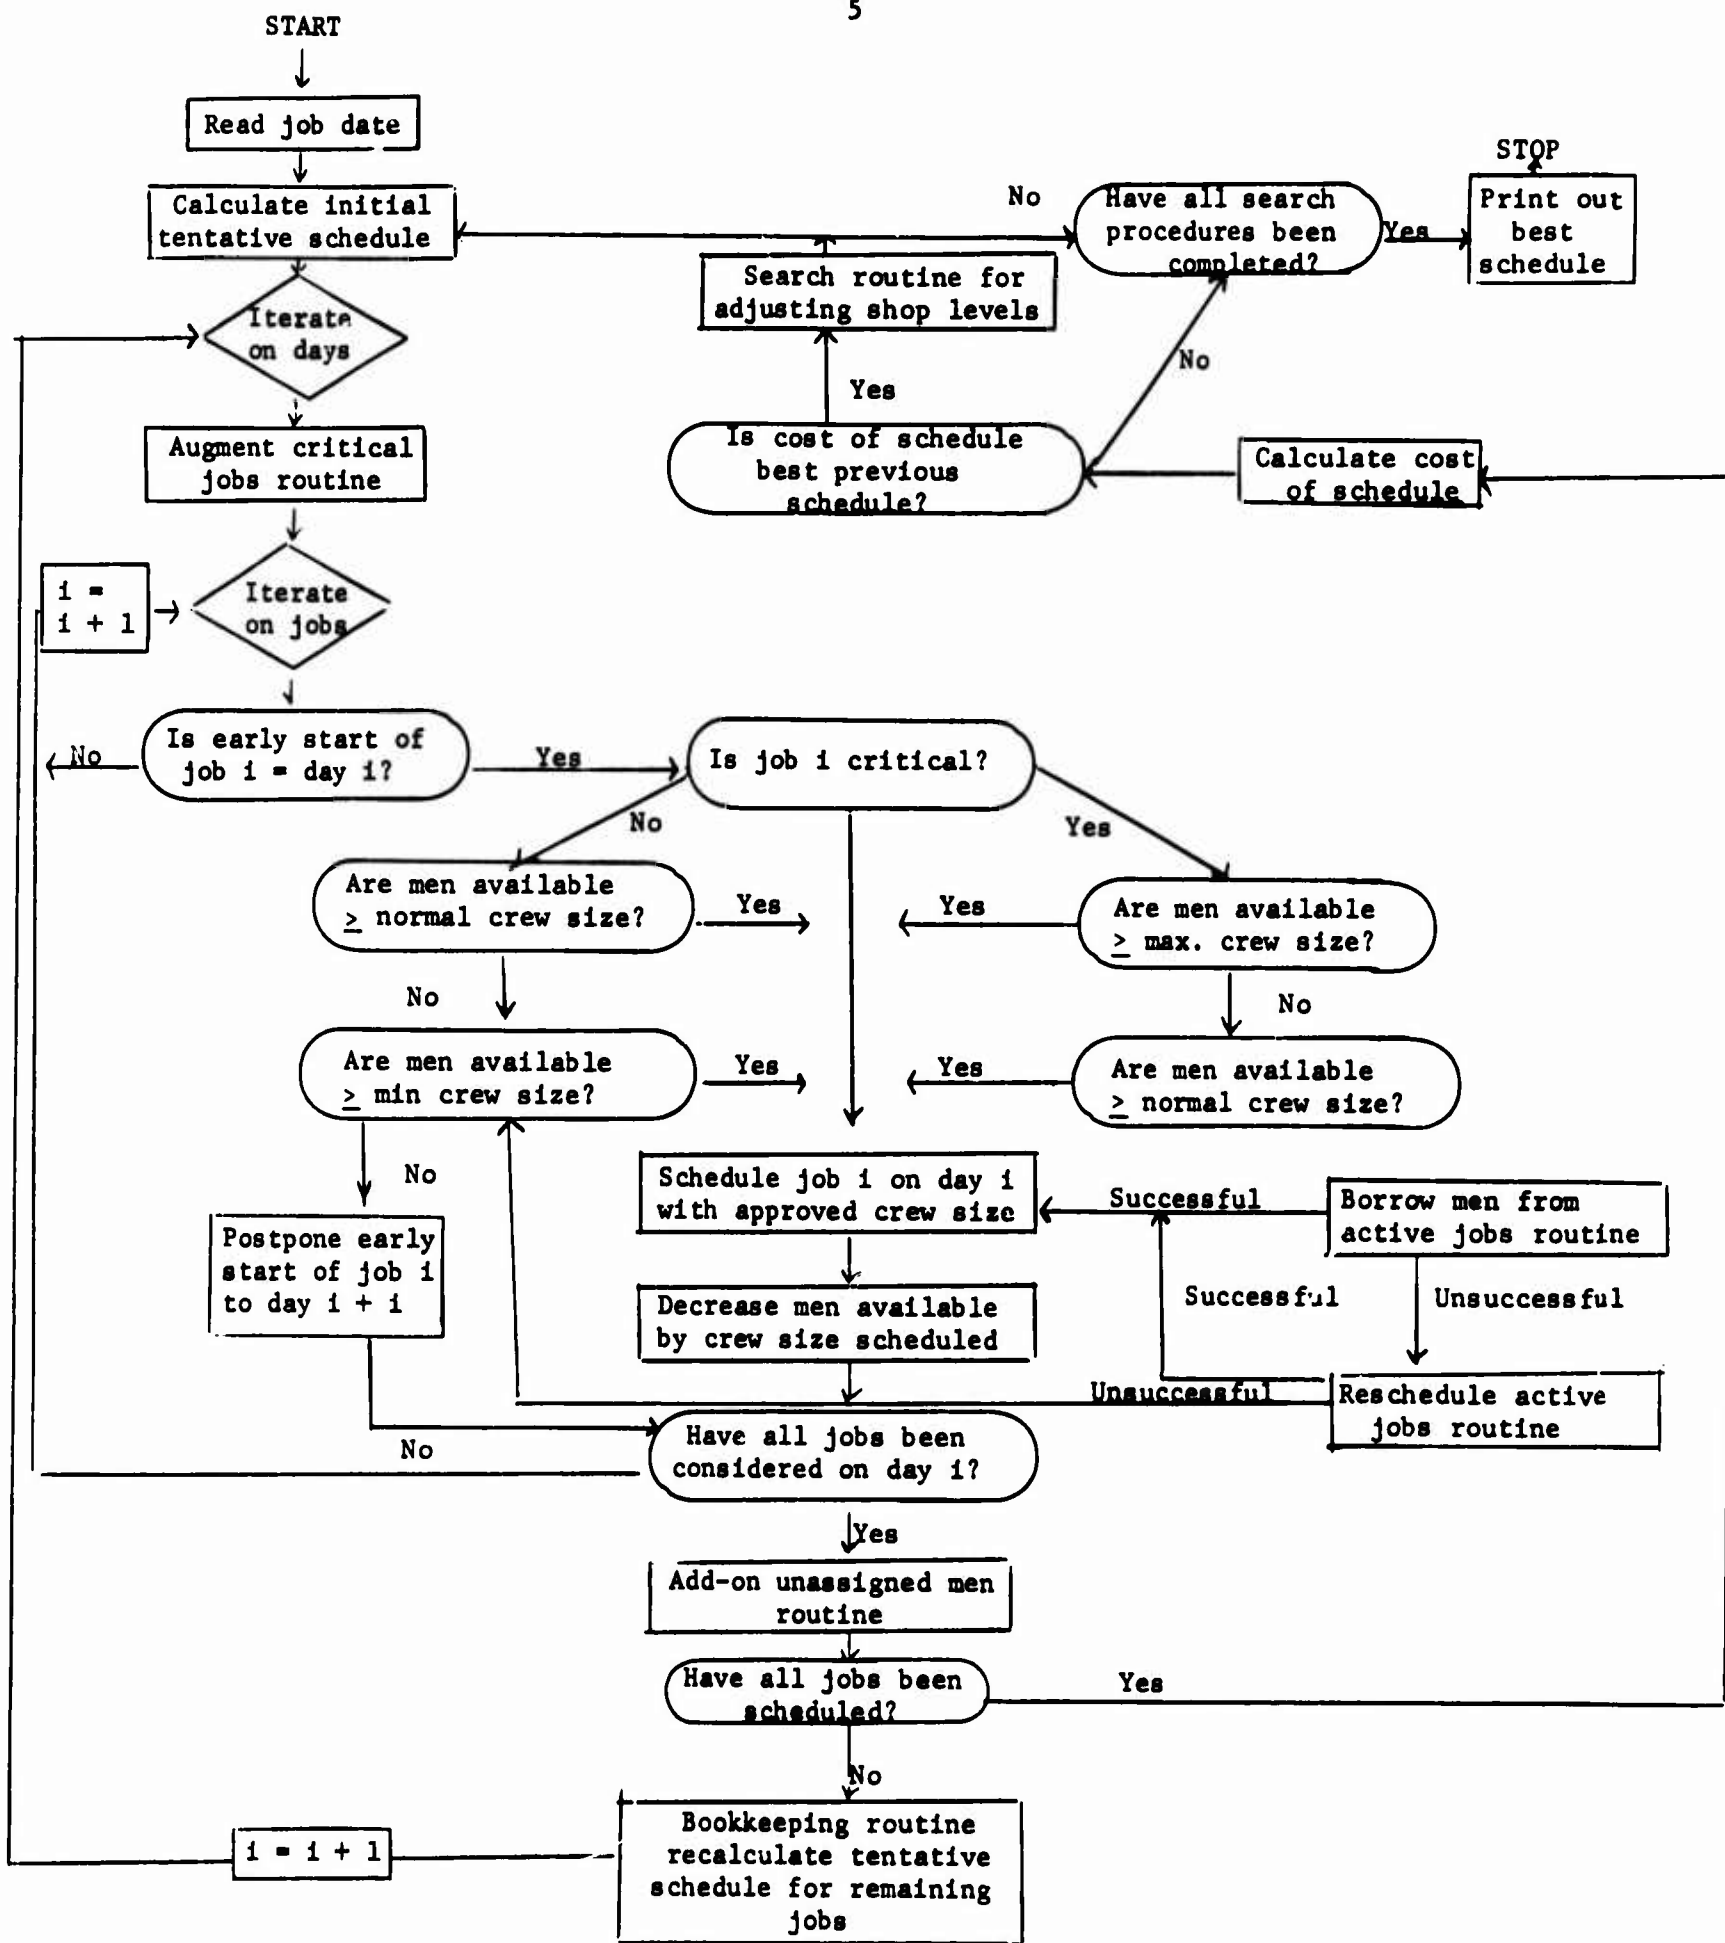 5
START
Read job date
Calculate initial
tentative schedule
Iterate
on days
Augment critical
jobs routine
i =
i + 1
Iterate
on jobs
Is early start of
job i = day i?
No
Yes
Is job i critical?
No
Yes
Are men available
≥ normal crew size?
Yes
Yes
Are men available
≥ max. crew size?
No
No
Are men available
≥ min crew size?
Yes
Yes
Are men available
≥ normal crew size?
No
Postpone early
start of job i
to day i + i
Schedule job i on day i
with approved crew size
Successful
Borrow men from
active jobs routine
Successful
Unsuccessful
Decrease men available
by crew size scheduled
Unsuccessful
Reschedule active
jobs routine
Have all jobs been
considered on day i?
No
Yes
Add-on unassigned men
routine
Have all jobs been
scheduled?
Yes
No
Bookkeeping routine
recalculate tentative
schedule for remaining
jobs
i = i + 1
Calculate cost
of schedule
Is cost of schedule
best previous
schedule?
Yes
No
Search routine for
adjusting shop levels
No
Have all search
procedures been
completed?
Yes
Print out
best
schedule
STOP